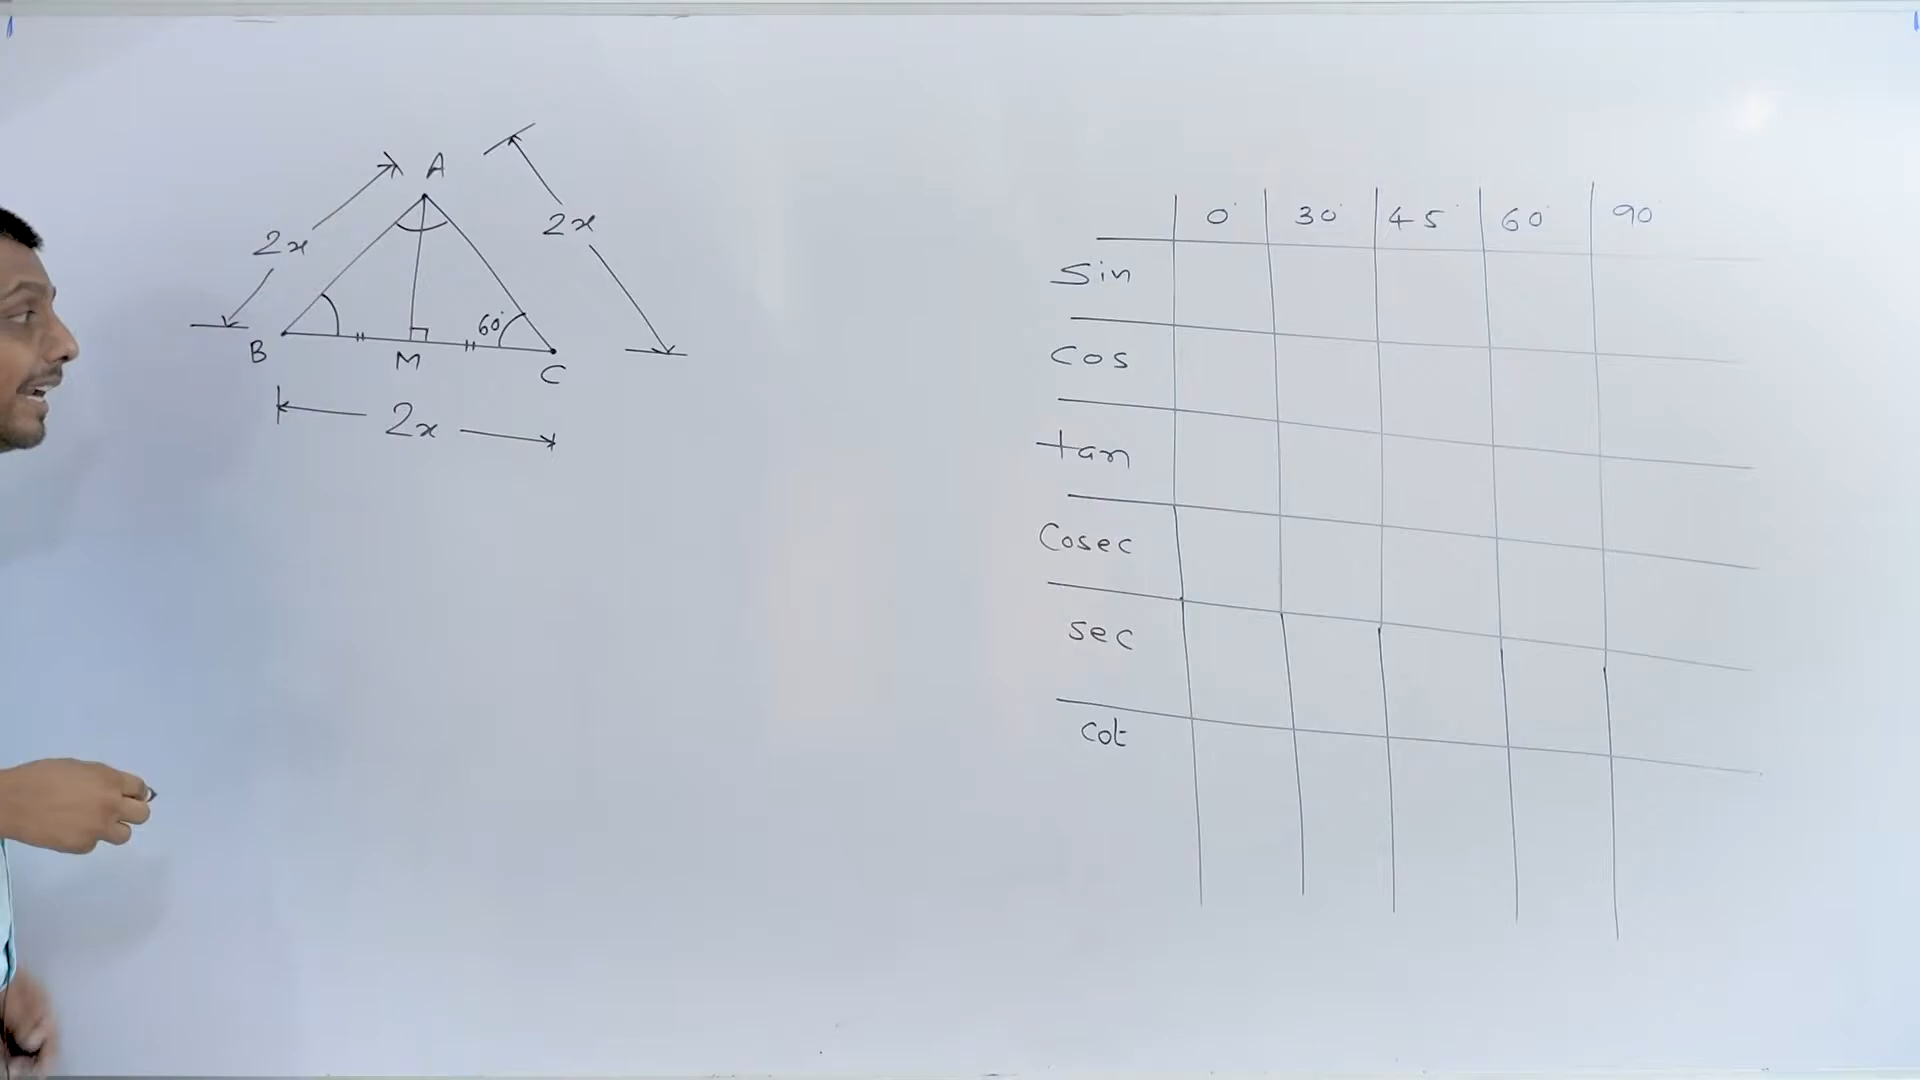 A
2x
2x
60°
B
M
C
2x
0° 30° 45° 60° 90°
Sin
Cos
tan
Cosec
sec
cot